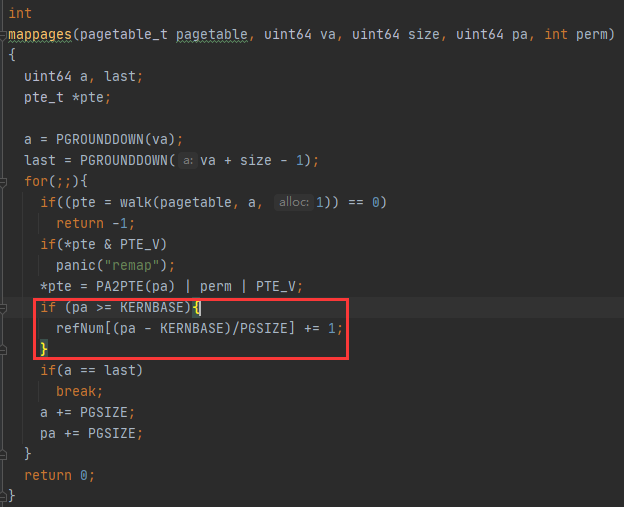 int
mappages(pagetable_t pagetable, uint64 va, uint64 size, uint64 pa, int perm)
{
  uint64 a, last;
  pte_t *pte;

  a = PGROUNDDOWN(va);
  last = PGROUNDDOWN( a: va + size - 1);
  for(;;){
    if((pte = walk(pagetable, a, alloc: 1)) == 0)
      return -1;
    if(*pte & PTE_V)
      panic("remap");
    *pte = PA2PTE(pa) | perm | PTE_V;
    if (pa >= KERNBASE){
      refNum[(pa - KERNBASE)/PGSIZE] += 1;
    }
    if(a == last)
      break;
    a += PGSIZE;
    pa += PGSIZE;
  }
  return 0;
}